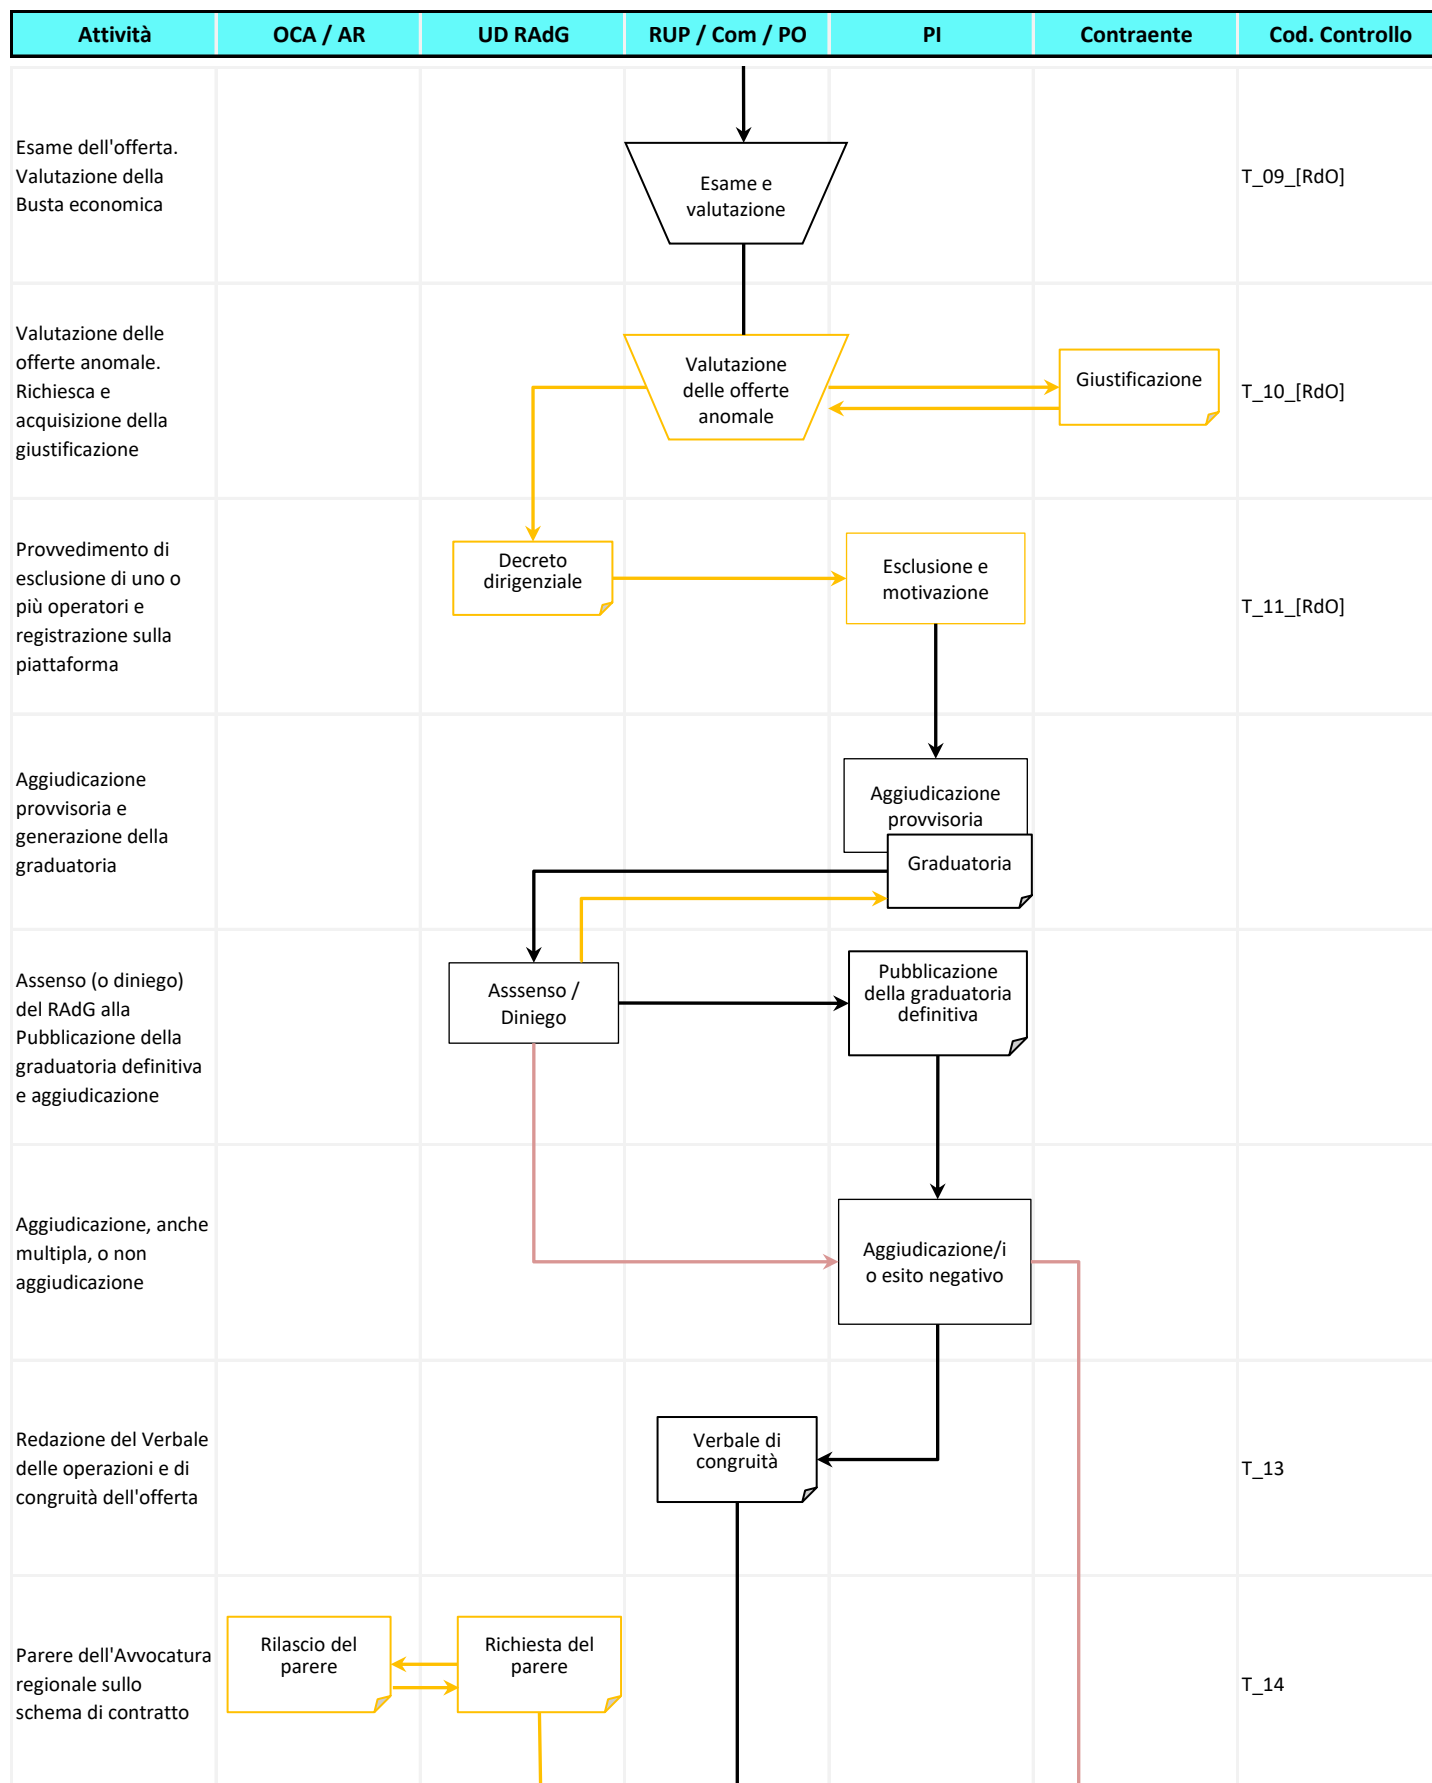 Attività OCA / AR UD RAdG RUP / Com / PO PI Contraente Cod. Controllo
Esame dell'offerta.
Valutazione della
Busta economica
Esame e
valutazione
T_09_[RdO]
Valutazione delle
offerte anomale.
Richiesca e
acquisizione della
giustificazione
Valutazione
delle offerte
anomale
Giustificazione
T_10_[RdO]
Provvedimento di
esclusione di uno o
più operatori e
registrazione sulla
piattaforma
Decreto
dirigenziale
Esclusione e
motivazione
T_11_[RdO]
Aggiudicazione
provvisoria e
generazione della
graduatoria
Aggiudicazione
provvisoria
Graduatoria
Assenso (o diniego)
del RAdG alla
Pubblicazione della
graduatoria definitiva
e aggiudicazione
Asssenso /
Diniego
Pubblicazione
della graduatoria
definitiva
Aggiudicazione, anche
multipla, o non
aggiudicazione
Aggiudicazione/i
o esito negativo
Redazione del Verbale
delle operazioni e di
congruità dell'offerta
Verbale di
congruità
T_13
Parere dell'Avvocatura
regionale sullo
schema di contratto
Rilascio del
parere
Richiesta del
parere
T_14